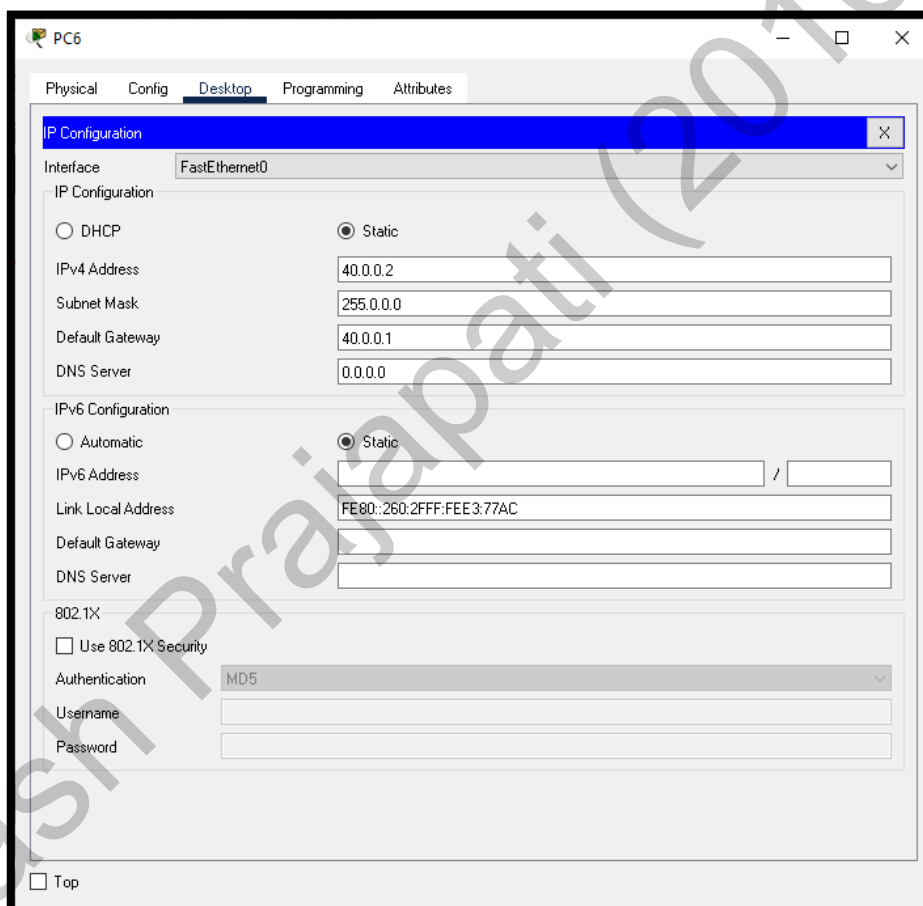 PC6
Physical Config Desktop Programming Attributes
IP Configuration X
Interface FastEthernet0
IP Configuration
DHCP Static
IPv4 Address 40.0.0.2
Subnet Mask 255.0.0.0
Default Gateway 40.0.0.1
DNS Server 0.0.0.0
IPv6 Configuration
Automatic Static
IPv6 Address /
Link Local Address FE80::260:2FFF:FEE3:77AC
Default Gateway
DNS Server
802.1X
Use 802.1X Security
Authentication MD5
Username
Password
Top
Prajapati